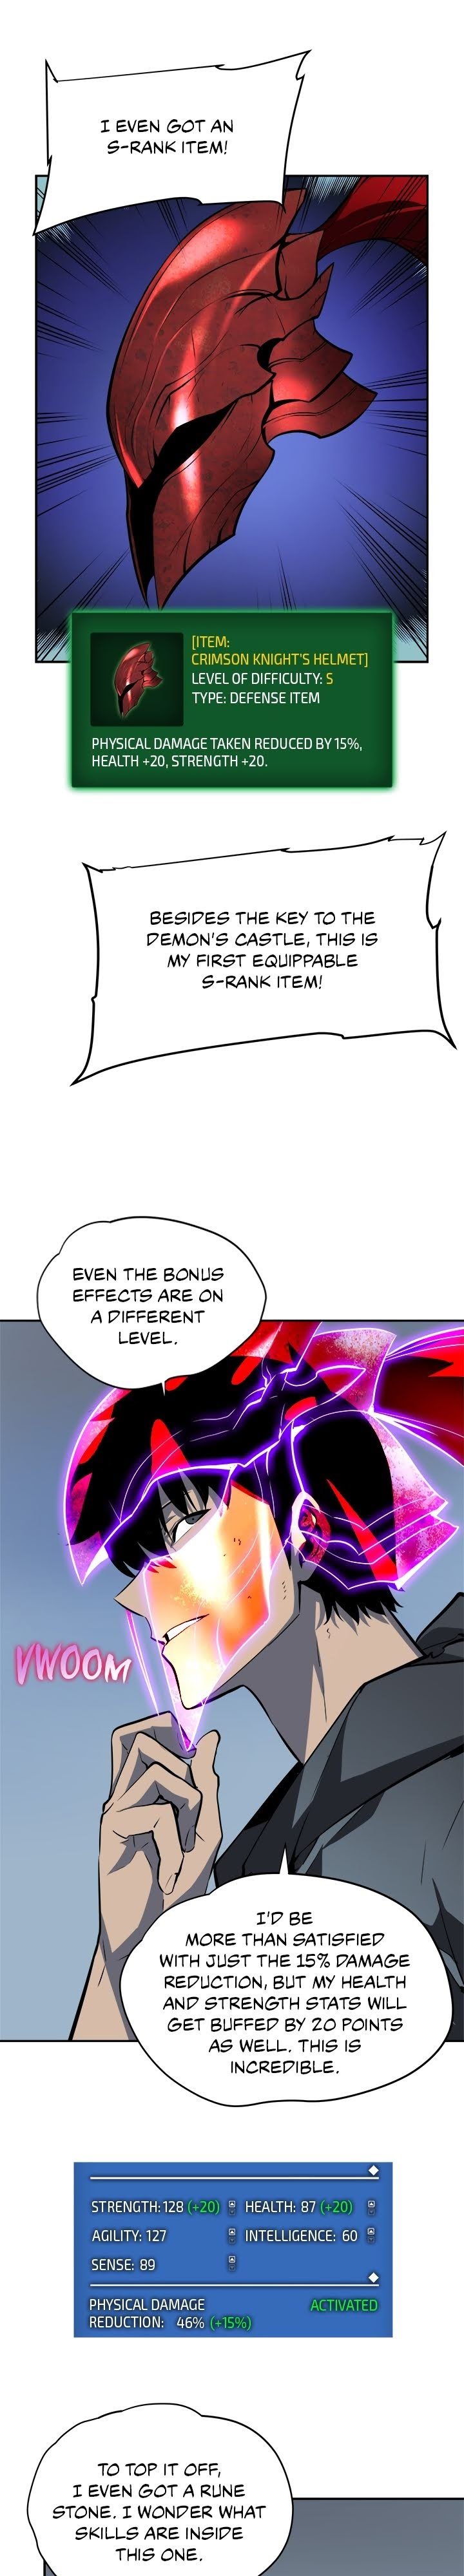 I EVEN GOT AN
S-RANK ITEM!
[ITEM:
CRIMSON KNIGHT'S HELMET]
LEVEL OF DIFFICULTY: S
TYPE: DEFENSE ITEM
PHYSICAL DAMAGE TAKEN REDUCED BY 15%,
HEALTH +20, STRENGTH +20.
BESIDES THE KEY TO THE
DEMON'S CASTLE, THIS IS
MY FIRST EQUIPPABLE
S-RANK ITEM!
EVEN THE BONUS
EFFECTS ARE ON
A DIFFERENT
LEVEL.
VWOOM
I'D BE
MORE THAN SATISFIED
WITH JUST THE 15% DAMAGE
REDUCTION, BUT MY HEALTH
AND STRENGTH STATS WILL
GET BUFFED BY 20 POINTS
AS WELL. THIS IS
INCREDIBLE.
STRENGTH: 128 (+20) HEALTH: 87 (+20)
AGILITY: 127 INTELLIGENCE: 60
SENSE: 89
PHYSICAL DAMAGE ACTIVATED
REDUCTION: 46% (+15%)
TO TOP IT OFF,
I EVEN GOT A RUNE
STONE. I WONDER WHAT
SKILLS ARE INSIDE
THIS ONE.